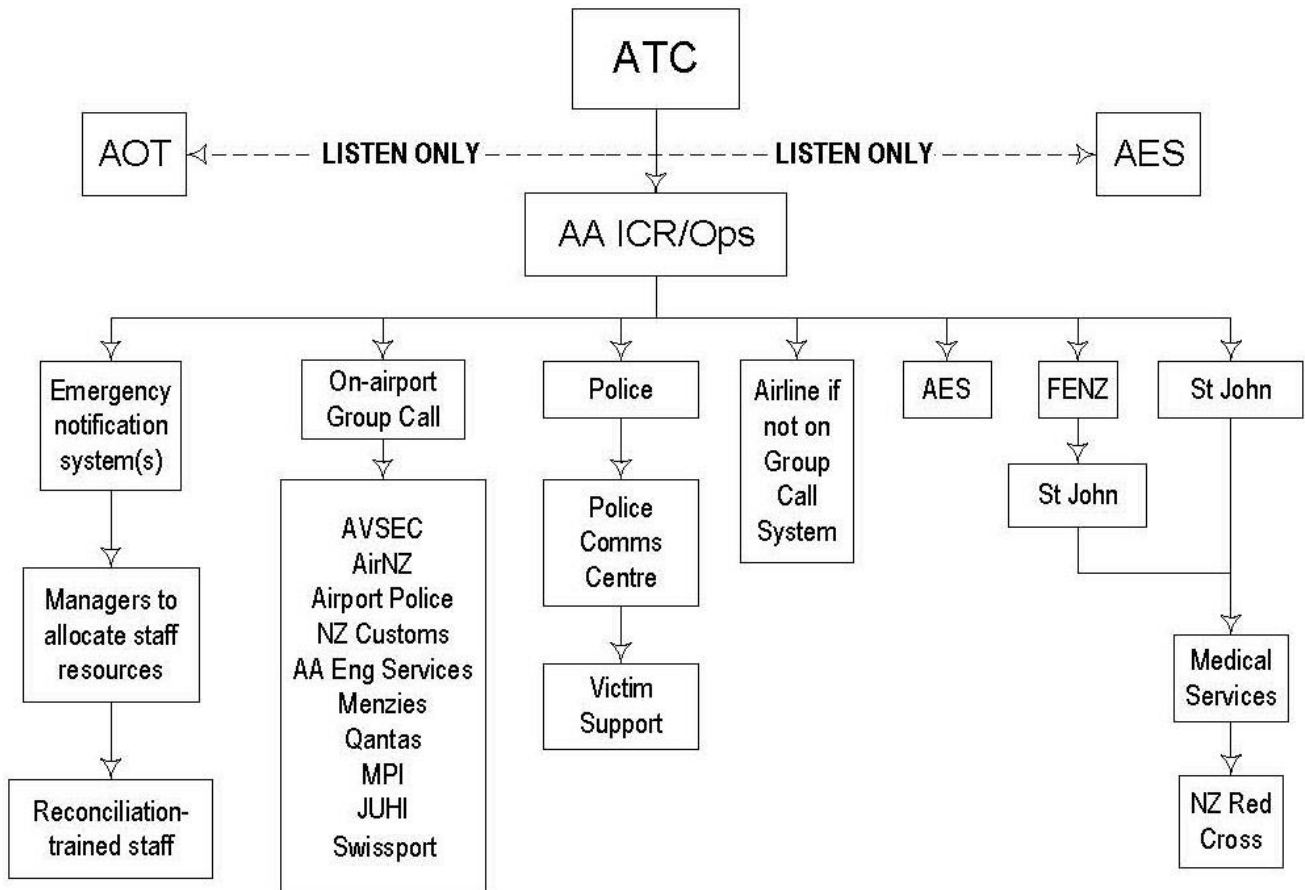 ATC
AOT
LISTEN ONLY
LISTEN ONLY
AES
AA ICR/Ops
Emergency
notification
system(s)
On-airport
Group Call
Police
Airline if
not on
Group
Call
System
AES
FENZ
St John
St John
AVSEC
AirNZ
Airport Police
NZ Customs
AA Eng Services
Menzies
Qantas
MPI
JUHI
Swissport
Police
Comms
Centre
Managers to
allocate staff
resources
Victim
Support
Medical
Services
Reconciliation-
trained staff
NZ Red
Cross